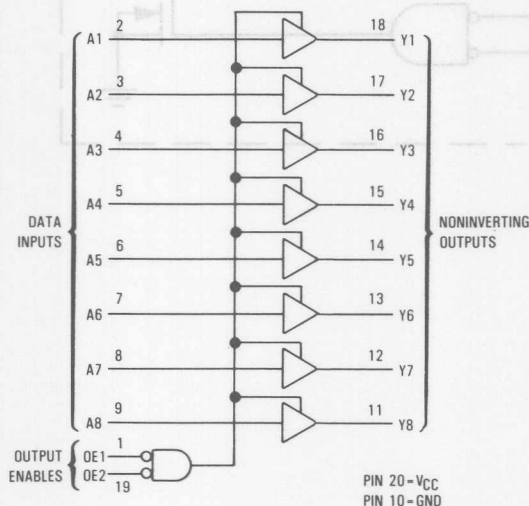 A1 2 18 Y1
A2 3 17 Y2
A3 4 16 Y3
A4 5 15 Y4
DATA INPUTS
NONINVERTING OUTPUTS
A5 6 14 Y5
A6 7 13 Y6
A7 8 12 Y7
A8 9 11 Y8
OUTPUT ENABLES
1 OE1
OE2 19
PIN 20 = VCC
PIN 10 = GND